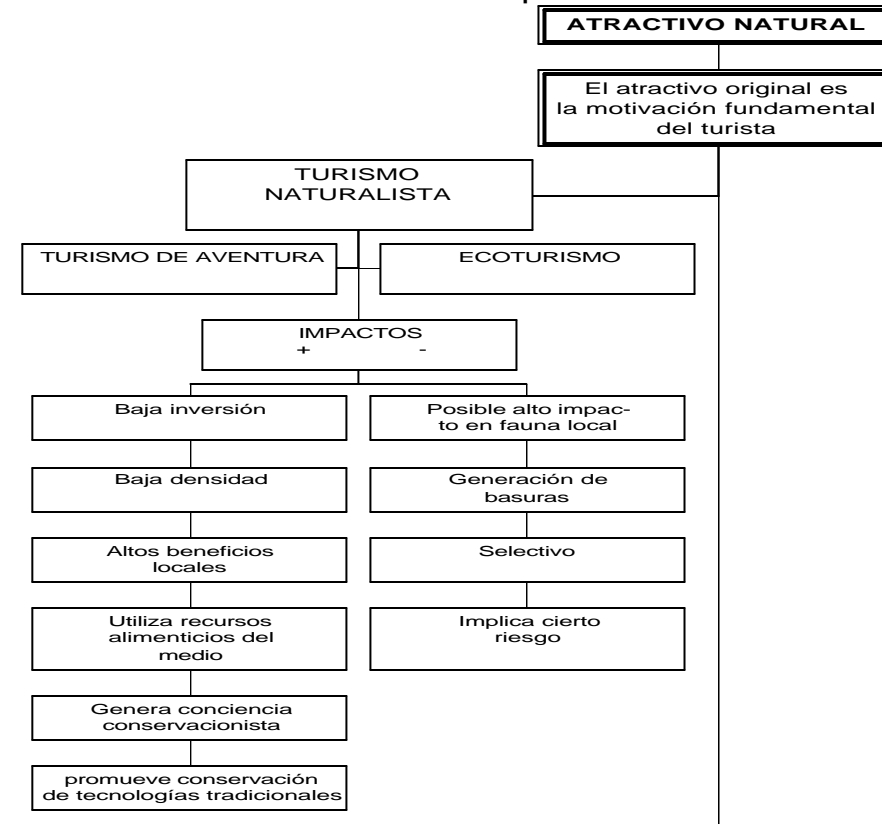 ATRACTIVO NATURAL
El atractivo original es
la motivación fundamental
del turista
TURISMO
NATURALISTA
TURISMO DE AVENTURA
ECOTURISMO
IMPACTOS
+ -
Baja inversión
Posible alto impac-
to en fauna local
Baja densidad
Generación de
basuras
Altos beneficios
locales
Selectivo
Utiliza recursos
alimenticios del
medio
Implica cierto
riesgo
Genera conciencia
conservacionista
promueve conservación
de tecnologías tradicionales